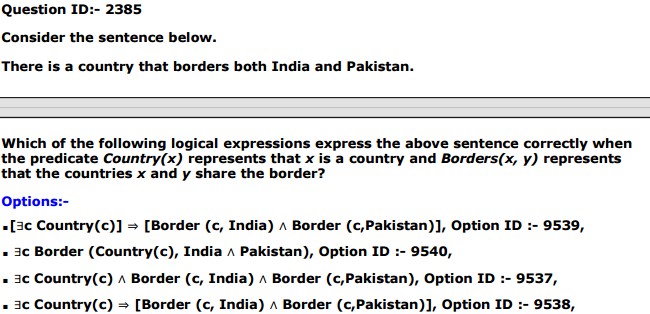 Question ID:- 2385
Consider the sentence below.
There is a country that borders both India and Pakistan.
Which of the following logical expressions express the above sentence correctly when
the predicate Country(x) represents that x is a country and Borders(x, y) represents
that the countries x and y share the border?
Options:-
▪ [∃c Country(c)] ⇒ [Border (c, India) ∧ Border (c,Pakistan)], Option ID :- 9539,
▪ ∃c Border (Country(c), India ∧ Pakistan), Option ID :- 9540,
▪ ∃c Country(c) ∧ Border (c, India) ∧ Border (c,Pakistan), Option ID :- 9537,
▪ ∃c Country(c) ⇒ [Border (c, India) ∧ Border (c,Pakistan)], Option ID :- 9538,